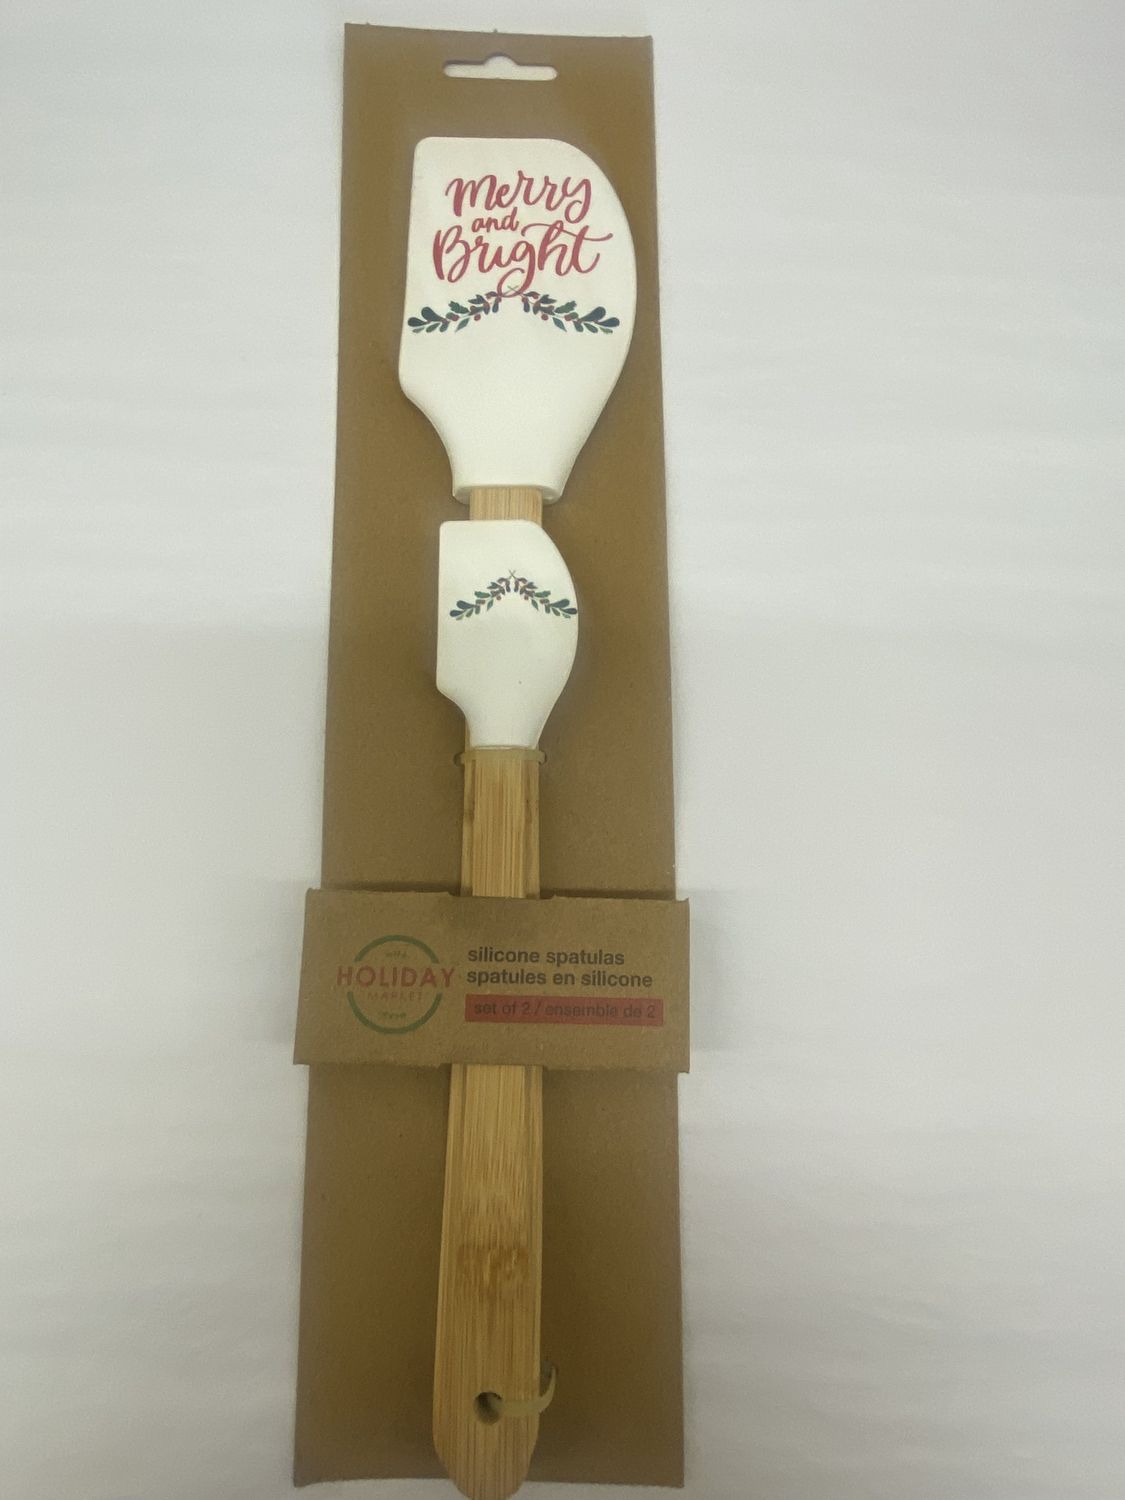 Merry
and
Bright
HOLIDAY
MARKET
silicone spatulas
spatules en silicone
set of 2 / ensemble de 2